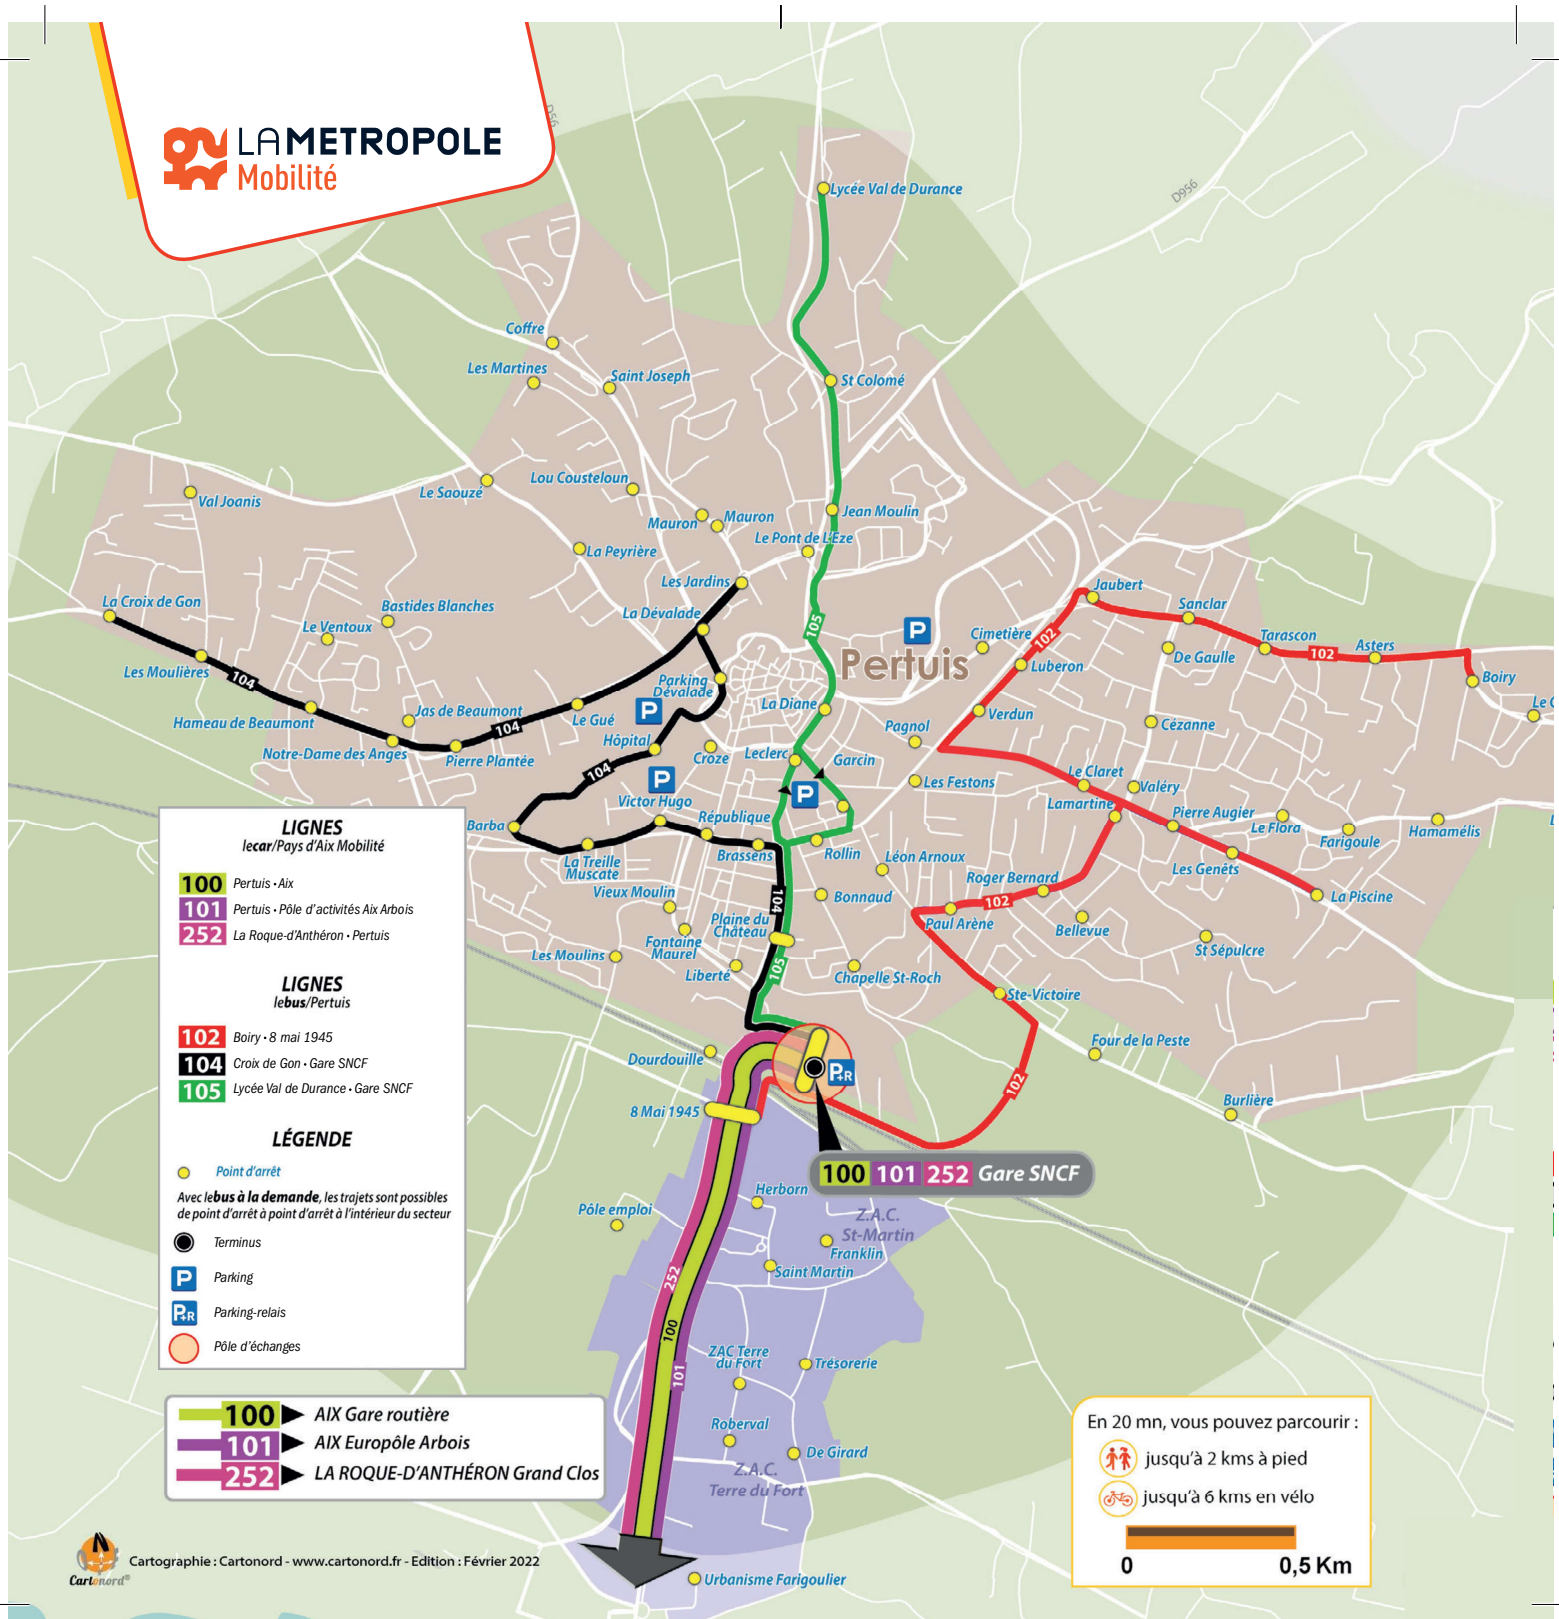 LAMETROPOLE
Mobilité
D56
D956
Lycée Val de Durance
Coffre
Les Martines
Saint Joseph
St Colomé
Val Joanis
Le Saouzé
Lou Cousteloun
Mauron
Mauron
Jean Moulin
Le Pont de L'Eze
La Peyrière
Les Jardins
Jaubert
La Croix de Gon
Bastides Blanches
La Dévalade
105
Sanclar
Le Ventoux
Cimetière
102
Tarascon
Asters
102
Pertuis
Luberon
De Gaulle
Les Moulières
104
Parking
Dévalade
Boiry
Hameau de Beaumont
Jas de Beaumont
Le Gué
La Diane
Verdun
Cézanne
104
Pagnol
Notre-Dame des Anges
Pierre Plantée
Hôpital
Croze
Leclerc
Garcin
104
Le Claret
Les Festons
Valéry
Victor Hugo
Lamartine
Pierre Augier
République
Barba
Le Flora
Farigoule
Hamamélis
La Treille
Muscate
Brassens
Rollin
Léon Arnoux
Les Genêts
Roger Bernard
Vieux Moulin
104
Bonnaud
102
La Piscine
Plaine du
Château
Paul Arène
Bellevue
Fontaine
Maurel
St Sépulcre
Les Moulins
Liberté
105
Chapelle St-Roch
Ste-Victoire
Dourdouille
Four de la Peste
P+R
102
8 Mai 1945
Burlière
100 101 252 Gare SNCF
Herborn
Pôle emploi
Z.A.C.
St-Martin
Franklin
Saint Martin
252
100
101
ZAC Terre
du Fort
Trésorerie
Roberval
De Girard
Z.A.C.
Terre du Fort
Urbanisme Farigoulier
LIGNES
lecar/Pays d'Aix Mobilité
100 Pertuis • Aix
101 Pertuis • Pôle d'activités Aix Arbois
252 La Roque-d'Anthéron • Pertuis
LIGNES
lebus/Pertuis
102 Boiry • 8 mai 1945
104 Croix de Gon • Gare SNCF
105 Lycée Val de Durance • Gare SNCF
LÉGENDE
Point d'arrêt
Avec lebus à la demande, les trajets sont possibles
de point d'arrêt à point d'arrêt à l'intérieur du secteur
Terminus
P Parking
P+R Parking-relais
Pôle d'échanges
100 AIX Gare routière
101 AIX Europôle Arbois
252 LA ROQUE-D'ANTHÉRON Grand Clos
N
Cartonord®
Cartographie : Cartonord - www.cartonord.fr - Edition : Février 2022
En 20 mn, vous pouvez parcourir :
jusqu'à 2 kms à pied
jusqu'à 6 kms en vélo
0 0,5 Km